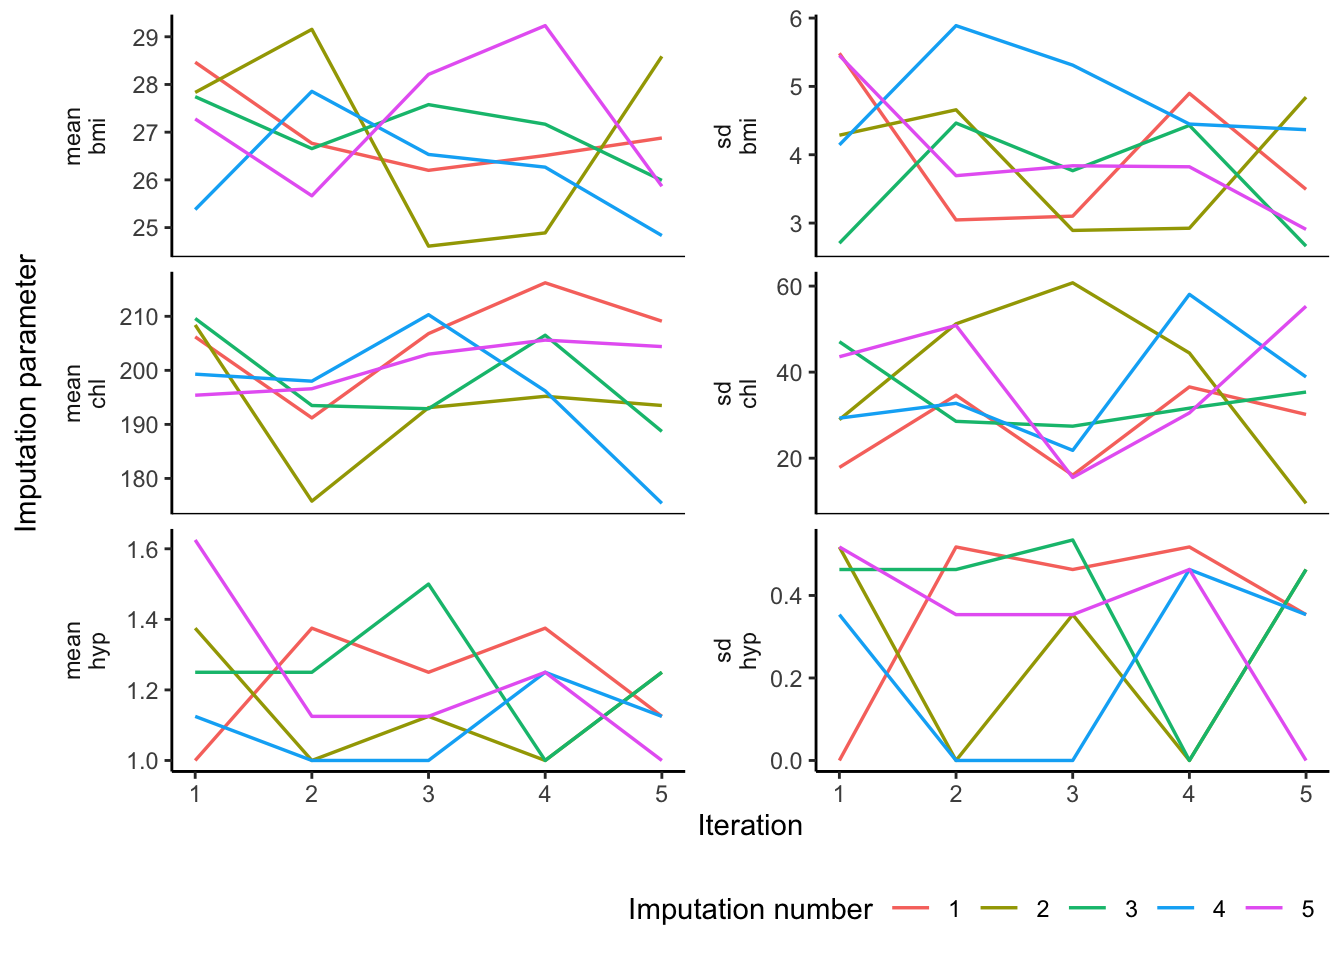 Imputation parameter
mean
bmi
29
28
27
26
25
sd
bmi
6
5
4
3
mean
chl
210
200
190
180
sd
chl
60
40
20
mean
hyp
1.6
1.4
1.2
1.0
sd
hyp
0.4
0.2
0.0
1 2 3 4 5
1 2 3 4 5
Iteration
Imputation number 1 2 3 4 5